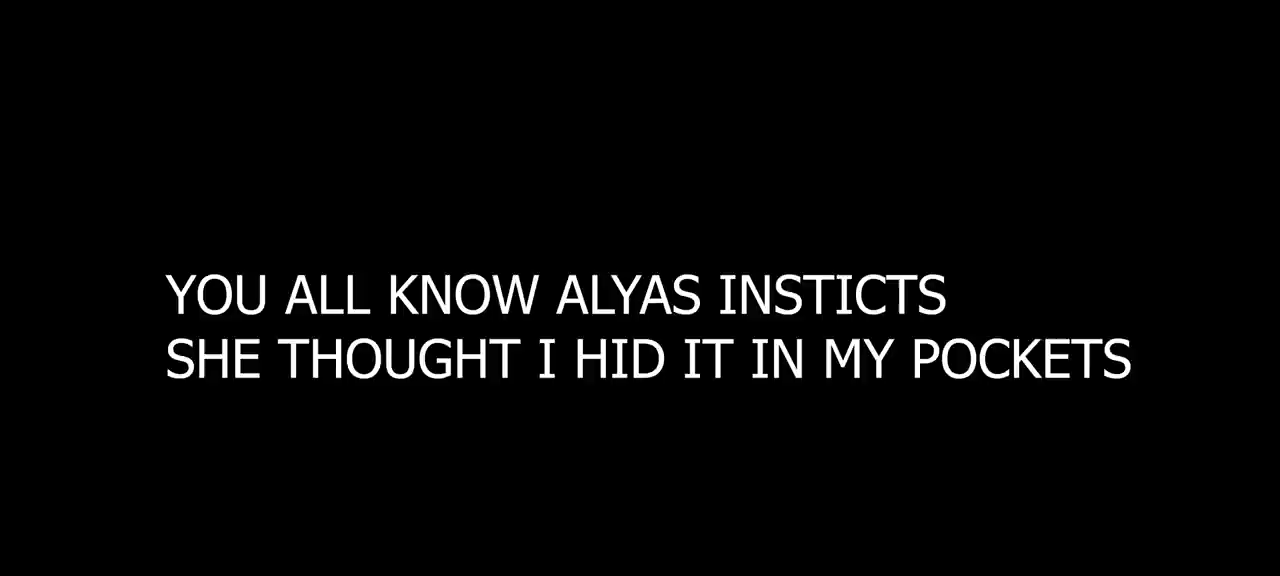 YOU ALL KNOW ALYAS INSTICTS
SHE THOUGHT I HID IT IN MY POCKETS